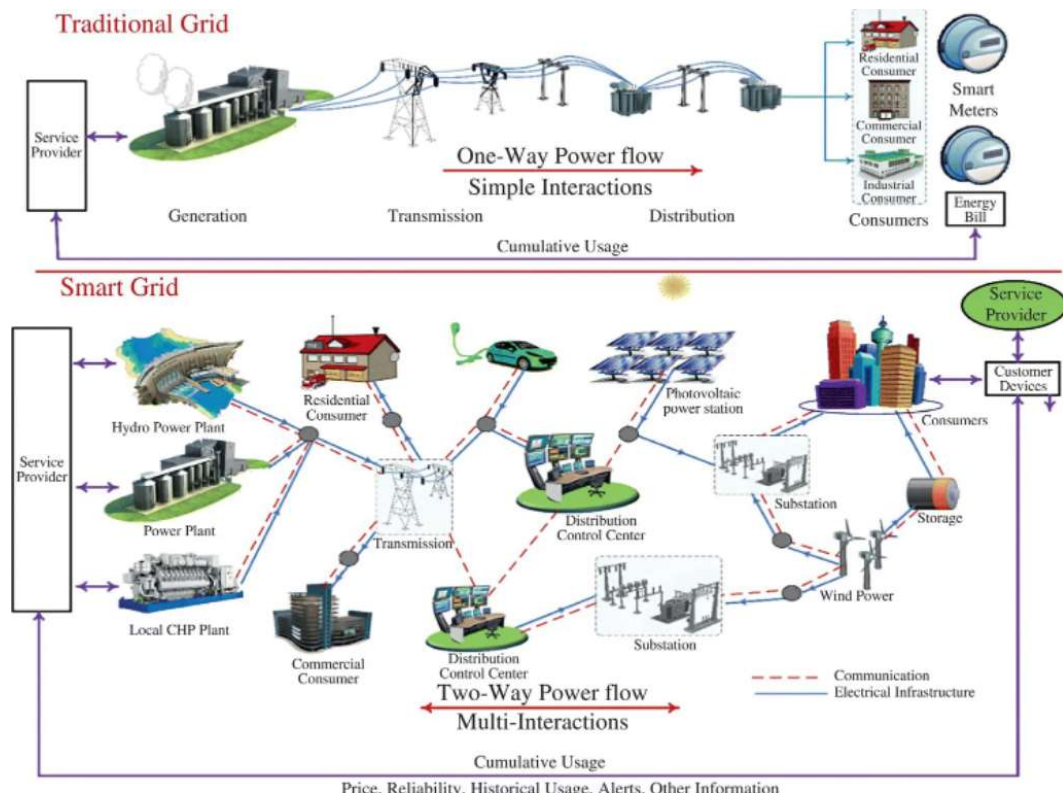 Traditional Grid
Service
Provider
Residential
Consumer
Commercial
Consumer
Industrial
Consumer
Consumers
Smart
Meters
Energy
Bill
One-Way Power flow
Simple Interactions
Generation
Transmission
Distribution
Cumulative Usage
Smart Grid
Service
Provider
Hydro Power Plant
Power Plant
Local CHP Plant
Residential
Consumer
Transmission
Commercial
Consumer
Distribution
Control Center
Distribution
Control Center
Photovoltaic
power station
Substation
Substation
Wind Power
Storage
Consumers
Service
Provider
Customer
Devices
Communication
Electrical Infrastructure
Two-Way Power flow
Multi-Interactions
Cumulative Usage
Price, Reliability, Historical Usage, Alerts, Other Information